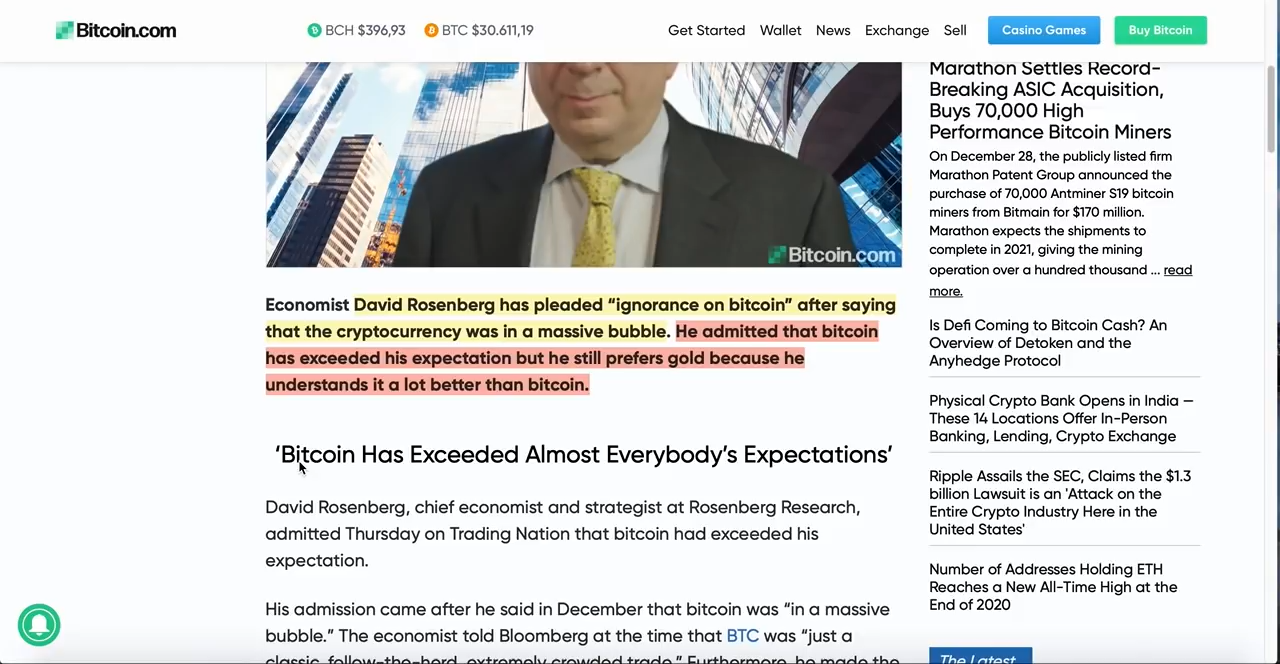 Bitcoin.com
BCH $396,93
BTC $30.611,19
Get Started
Wallet
News
Exchange
Sell
Casino Games
Buy Bitcoin
Bitcoin.com
Economist David Rosenberg has pleaded “ignorance on bitcoin” after saying
that the cryptocurrency was in a massive bubble. He admitted that bitcoin
has exceeded his expectation but he still prefers gold because he
understands it a lot better than bitcoin.
‘Bitcoin Has Exceeded Almost Everybody’s Expectations’
David Rosenberg, chief economist and strategist at Rosenberg Research,
admitted Thursday on Trading Nation that bitcoin had exceeded his
expectation.
His admission came after he said in December that bitcoin was “in a massive
bubble.” The economist told Bloomberg at the time that BTC was “just a
classic, follow-the-herd, extremely crowded trade.” Furthermore, he made the
Marathon Settles Record-
Breaking ASIC Acquisition,
Buys 70,000 High
Performance Bitcoin Miners
On December 28, the publicly listed firm
Marathon Patent Group announced the
purchase of 70,000 Antminer S19 bitcoin
miners from Bitmain for $170 million.
Marathon expects the shipments to
complete in 2021, giving the mining
operation over a hundred thousand ... read
more.
Is Defi Coming to Bitcoin Cash? An
Overview of Detoken and the
Anyhedge Protocol
Physical Crypto Bank Opens in India —
These 14 Locations Offer In-Person
Banking, Lending, Crypto Exchange
Ripple Assails the SEC, Claims the $1.3
billion Lawsuit is an 'Attack on the
Entire Crypto Industry Here in the
United States'
Number of Addresses Holding ETH
Reaches a New All-Time High at the
End of 2020
The Latest